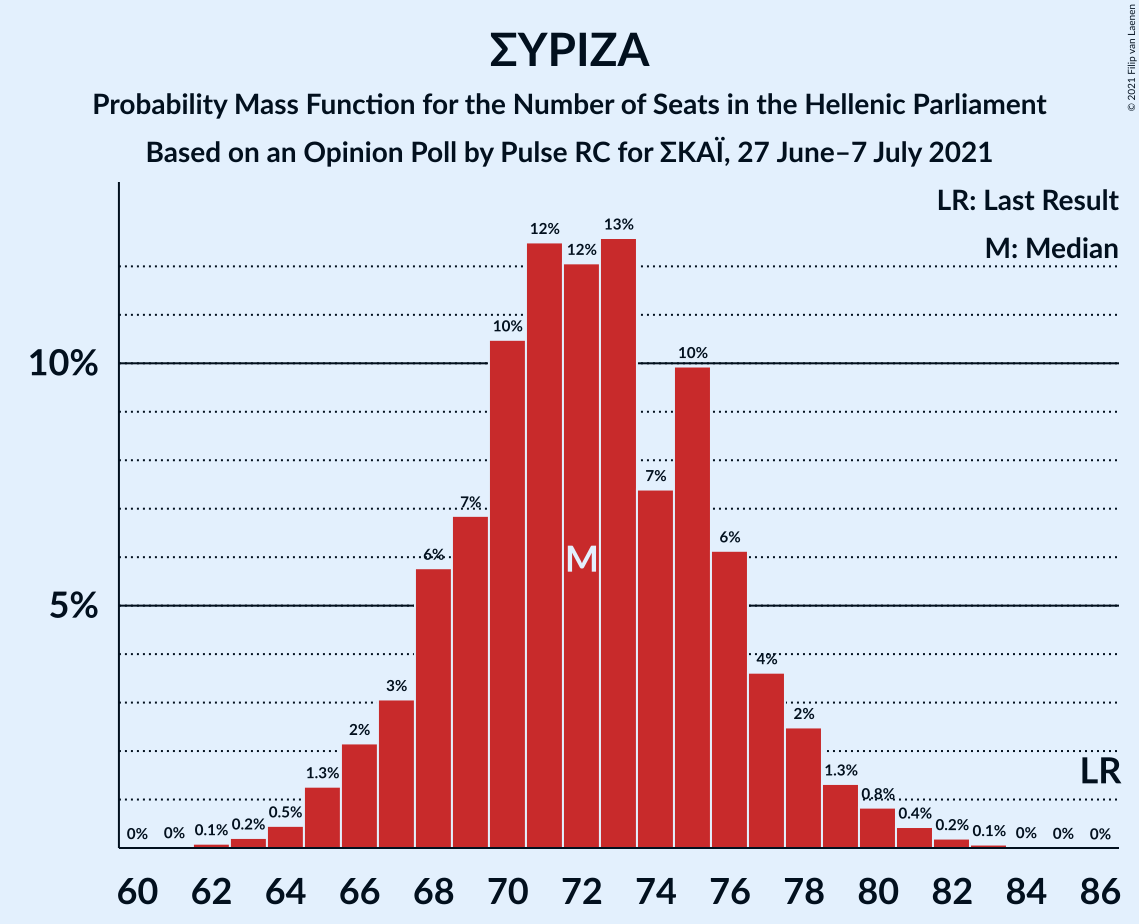 ΣΥΡΙΖΑ
Probability Mass Function for the Number of Seats in the Hellenic Parliament
Based on an Opinion Poll by Pulse RC for ΣΚΑΪ, 27 June–7 July 2021
© 2021 Filip van Laenen
LR: Last Result
M: Median
10%
5%
0% 0% 0.1% 0.2% 0.5% 1.3% 2% 3% 6% 7% 10% 12% 12% 13% 7% 10% 6% 4% 2% 1.3% 0.8% 0.4% 0.2% 0.1% 0% 0% 0%
M
LR
60 62 64 66 68 70 72 74 76 78 80 82 84 86